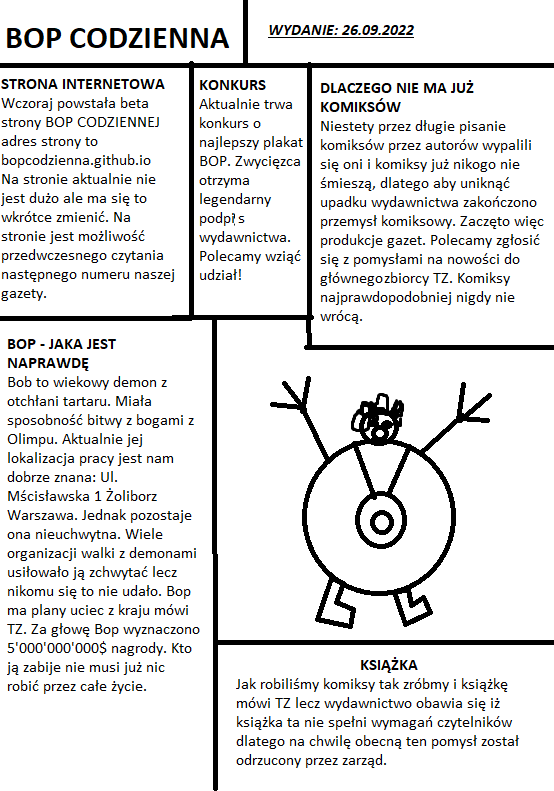 BOP CODZIENNA
WYDANIE: 26.09.2022
STRONA INTERNETOWA
Wczoraj powstała beta
strony BOP CODZIENNEJ
adres strony to
bopcodzienna.github.io
Na stronie aktualnie nie
jest dużo ale ma się to
wkrótce zmienić. Na
stronie jest możliwość
przedwczesnego czytania
następnego numeru naszej
gazety.
KONKURS
Aktualnie trwa
konkurs o
najlepszy plakat
BOP. Zwycięzca
otrzyma
legendarny
podpis
wydawnictwa.
Polecamy wziąć
udział!
DLACZEGO NIE MA JUŻ
KOMIKSÓW
Niestety przez długie pisanie
komiksów przez autorów wypalili
się oni i komiksy już nikogo nie
śmieszą, dlatego aby uniknąć
upadku wydawnictwa zakończono
przemysł komiksowy. Zaczęto więc
produkcje gazet. Polecamy zgłosić
się z pomysłami na nowości do
głównegozbiorcy TZ. Komiksy
najprawdopodobniej nigdy nie
wrócą.
BOP - JAKA JEST
NAPRAWDĘ
Bob to wiekowy demon z
otchłani tartaru. Miała
sposobność bitwy z bogami z
Olimpu. Aktualnie jej
lokalizacja pracy jest nam
dobrze znana: Ul.
Mścisławska 1 Żoliborz
Warszawa. Jednak pozostaje
ona nieuchwytna. Wiele
organizacji walki z demonami
usiłowało ją zchwytać lecz
nikomu się to nie udało. Bop
ma plany uciec z kraju mówi
TZ. Za głowę Bop wyznaczono
5'000'000'000$ nagrody. Kto
ją zabije nie musi już nic
robić przez całe życie.
KSIĄŻKA
Jak robiliśmy komiksy tak zróbmy i książkę
mówi TZ lecz wydawnictwo obawia się iż
książka ta nie spełni wymagań czytelników
dlatego na chwilę obecną ten pomysł został
odrzucony przez zarząd.